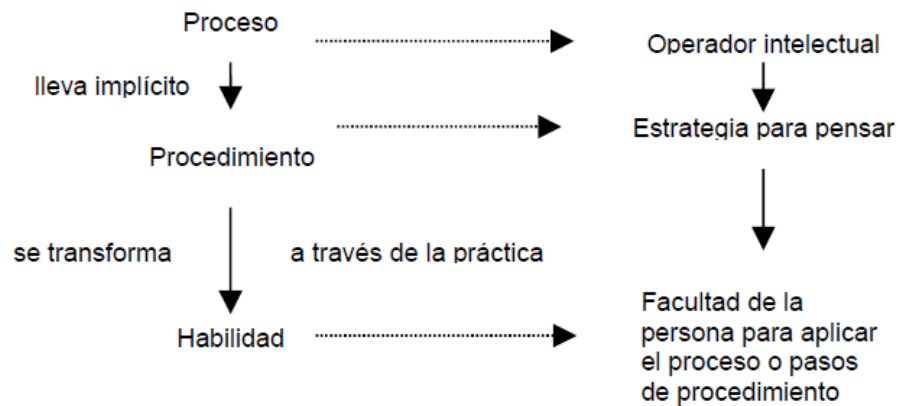 Proceso
Operador intelectual
lleva implícito
Estrategia para pensar
Procedimiento
se transforma
a través de la práctica
Habilidad
Facultad de la
persona para aplicar
el proceso o pasos
de procedimiento